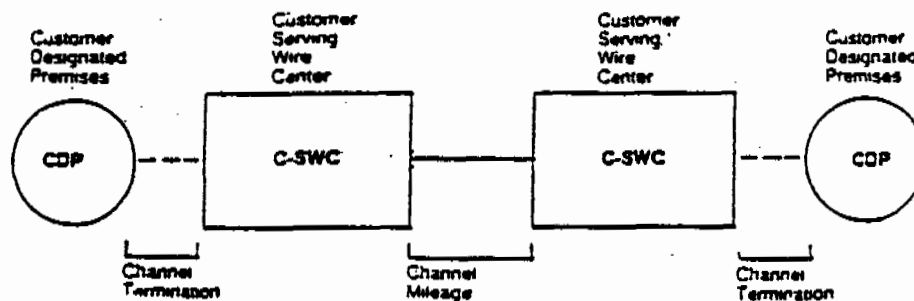 Customer
Designated
Premises
Customer
Serving
Wire
Center
Customer
Serving
Wire
Center
Customer
Designated
Premises
CDP
C-SWC
C-SWC
CDP
Channel
Termination
Channel
Mileage
Channel
Termination